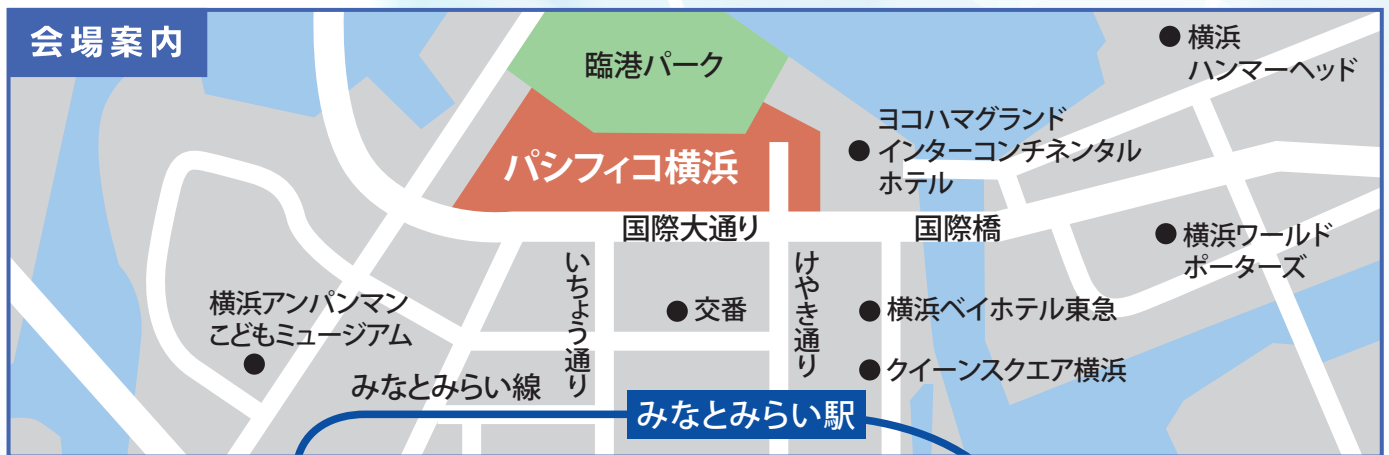 会場案内
臨港パーク
横浜
ハンマーヘッド
ヨコハマグランド
インターコンチネンタル
ホテル
パシフィコ横浜
国際大通り
国際橋
横浜ワールド
ポーターズ
いちょう通り
けやき通り
横浜アンパンマン
こどもミュージアム
交番
横浜ベイホテル東急
クイーンスクエア横浜
みなとみらい線
みなとみらい駅